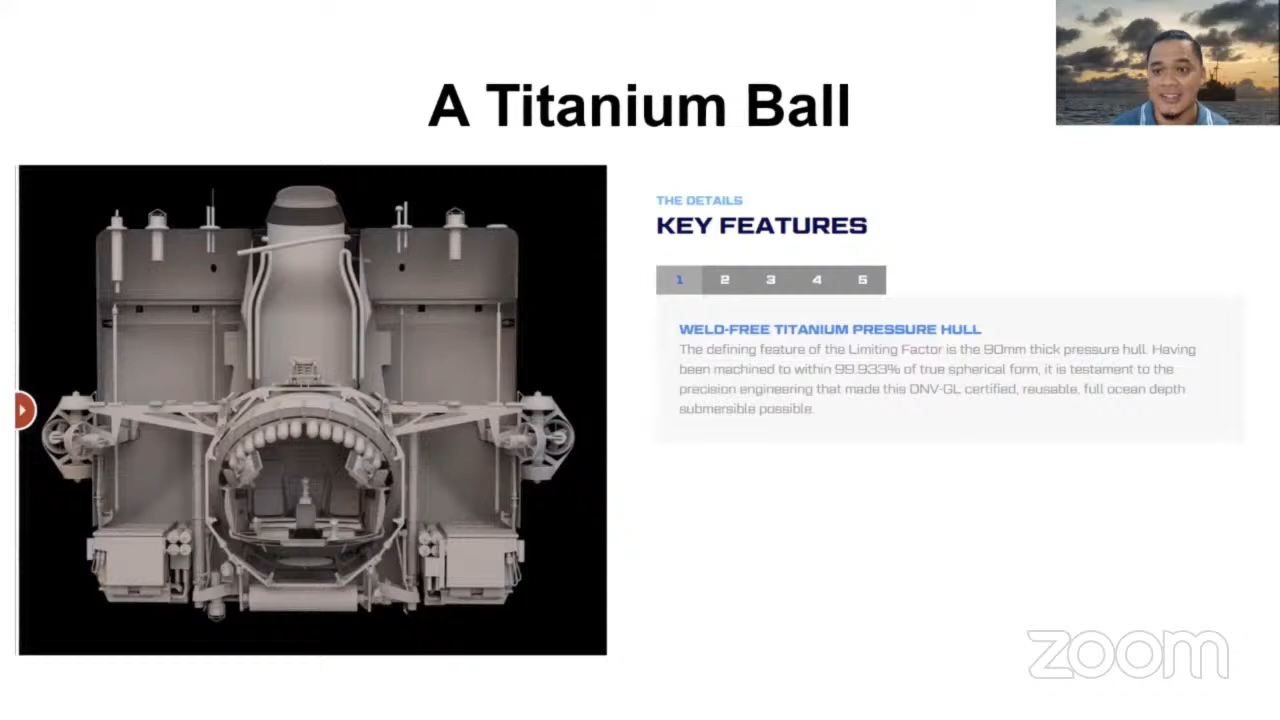 A Titanium Ball
THE DETAILS
KEY FEATURES
1 2 3 4 5
WELD-FREE TITANIUM PRESSURE HULL
The defining feature of the Limiting Factor is the 90mm thick pressure hull. Having
been machined to within 99.933% of true spherical form, it is testament to the
precision engineering that made this DNV-GL certified, reusable, full ocean depth
submersible possible.
zoom